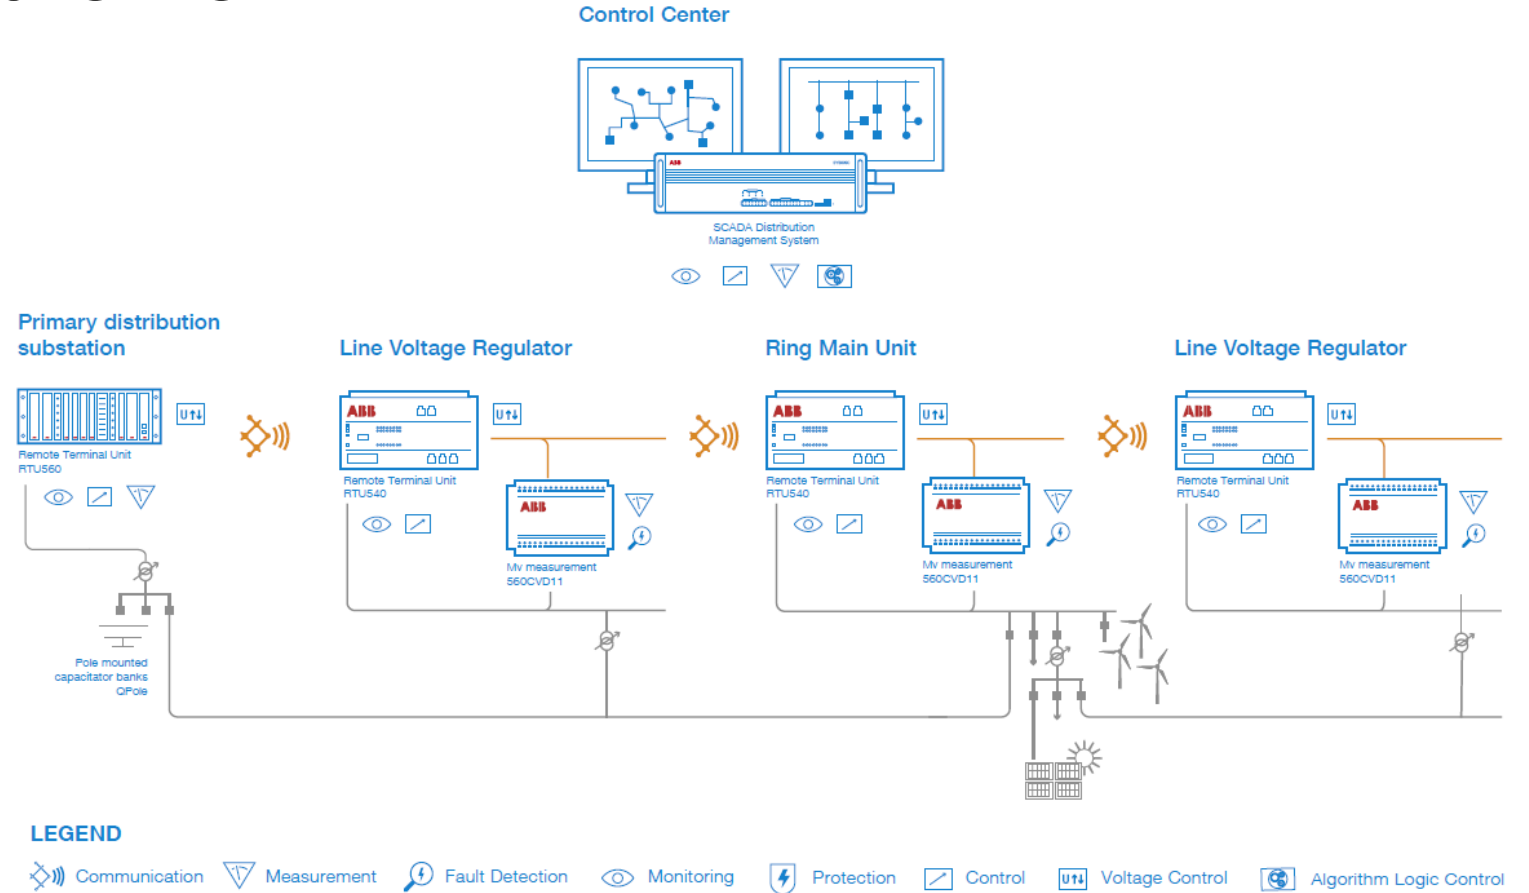 Control Center
ABB
SCADA Distribution
Management System
Primary distribution
substation
Line Voltage Regulator
Ring Main Unit
Line Voltage Regulator
U↑↓
Remote Terminal Unit
RTU560
ABB
U↑↓
Remote Terminal Unit
RTU540
ABB
Mv measurement
560CVD11
ABB
U↑↓
Remote Terminal Unit
RTU540
ABB
Mv measurement
560CVD11
ABB
U↑↓
Remote Terminal Unit
RTU540
ABB
Mv measurement
560CVD11
Pole mounted
capacitator banks
QPole
LEGEND
Communication
Measurement
Fault Detection
Monitoring
Protection
Control
U↑↓
Voltage Control
Algorithm Logic Control